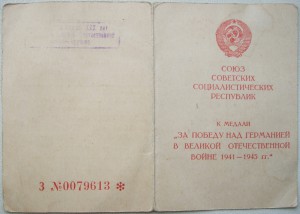 З №0079613 ✻
СОЮЗ
СОВЕТСКИХ
СОЦИАЛИСТИЧЕСКИХ
РЕСПУБЛИК
К МЕДАЛИ
"ЗА ПОБЕДУ НАД ГЕРМАНИЕЙ
В ВЕЛИКОЙ ОТЕЧЕСТВЕННОЙ
ВОЙНЕ 1941—1945 гг."